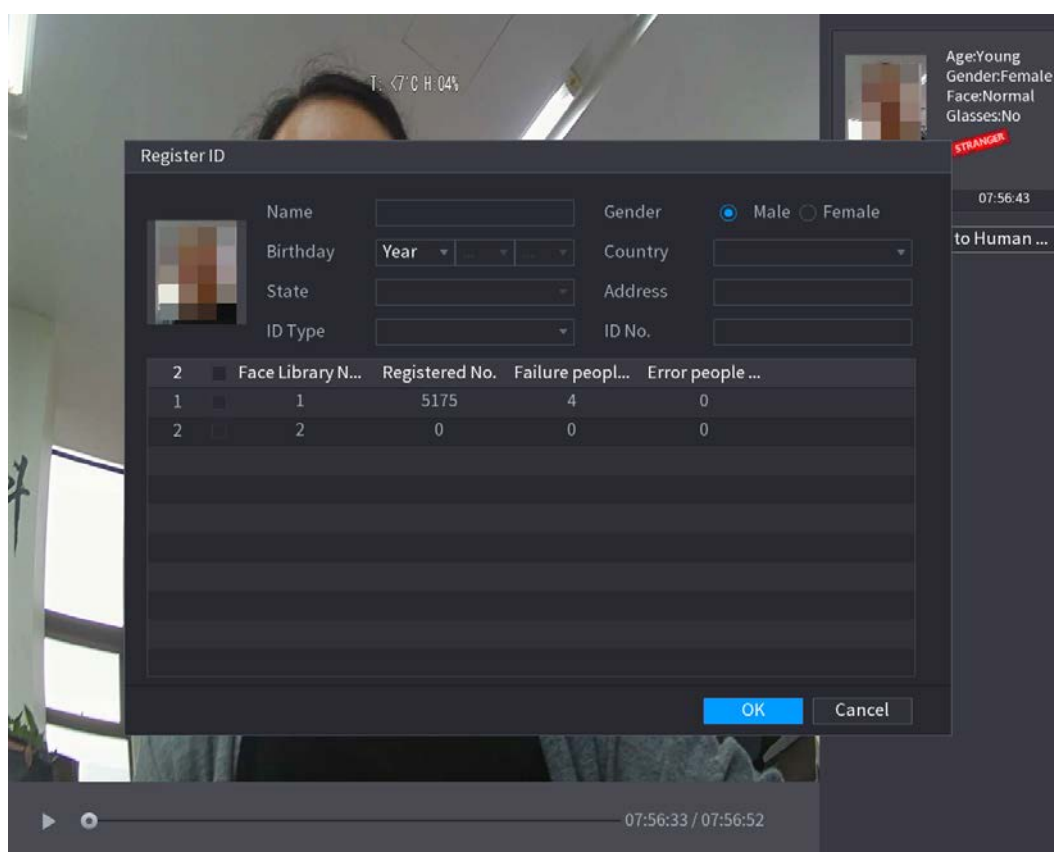 T: <7°C H:04%
Age:Young
Gender:Female
Face:Normal
Glasses:No
STRANGER
07:56:43
to Human ...
Register ID
Name
Gender Male Female
Birthday Year
Country
State
Address
ID Type
ID No.
2 Face Library N... Registered No. Failure peopl... Error people ...
1 1 5175 4 0
2 2 0 0 0
OK Cancel
07:56:33 / 07:56:52